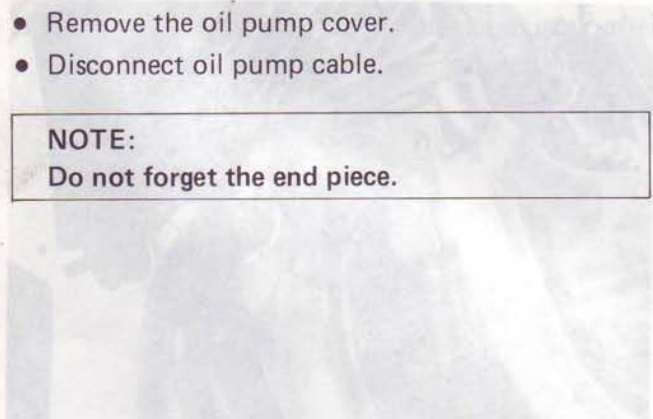 ● Remove the oil pump cover.
● Disconnect oil pump cable.
NOTE:
Do not forget the end piece.